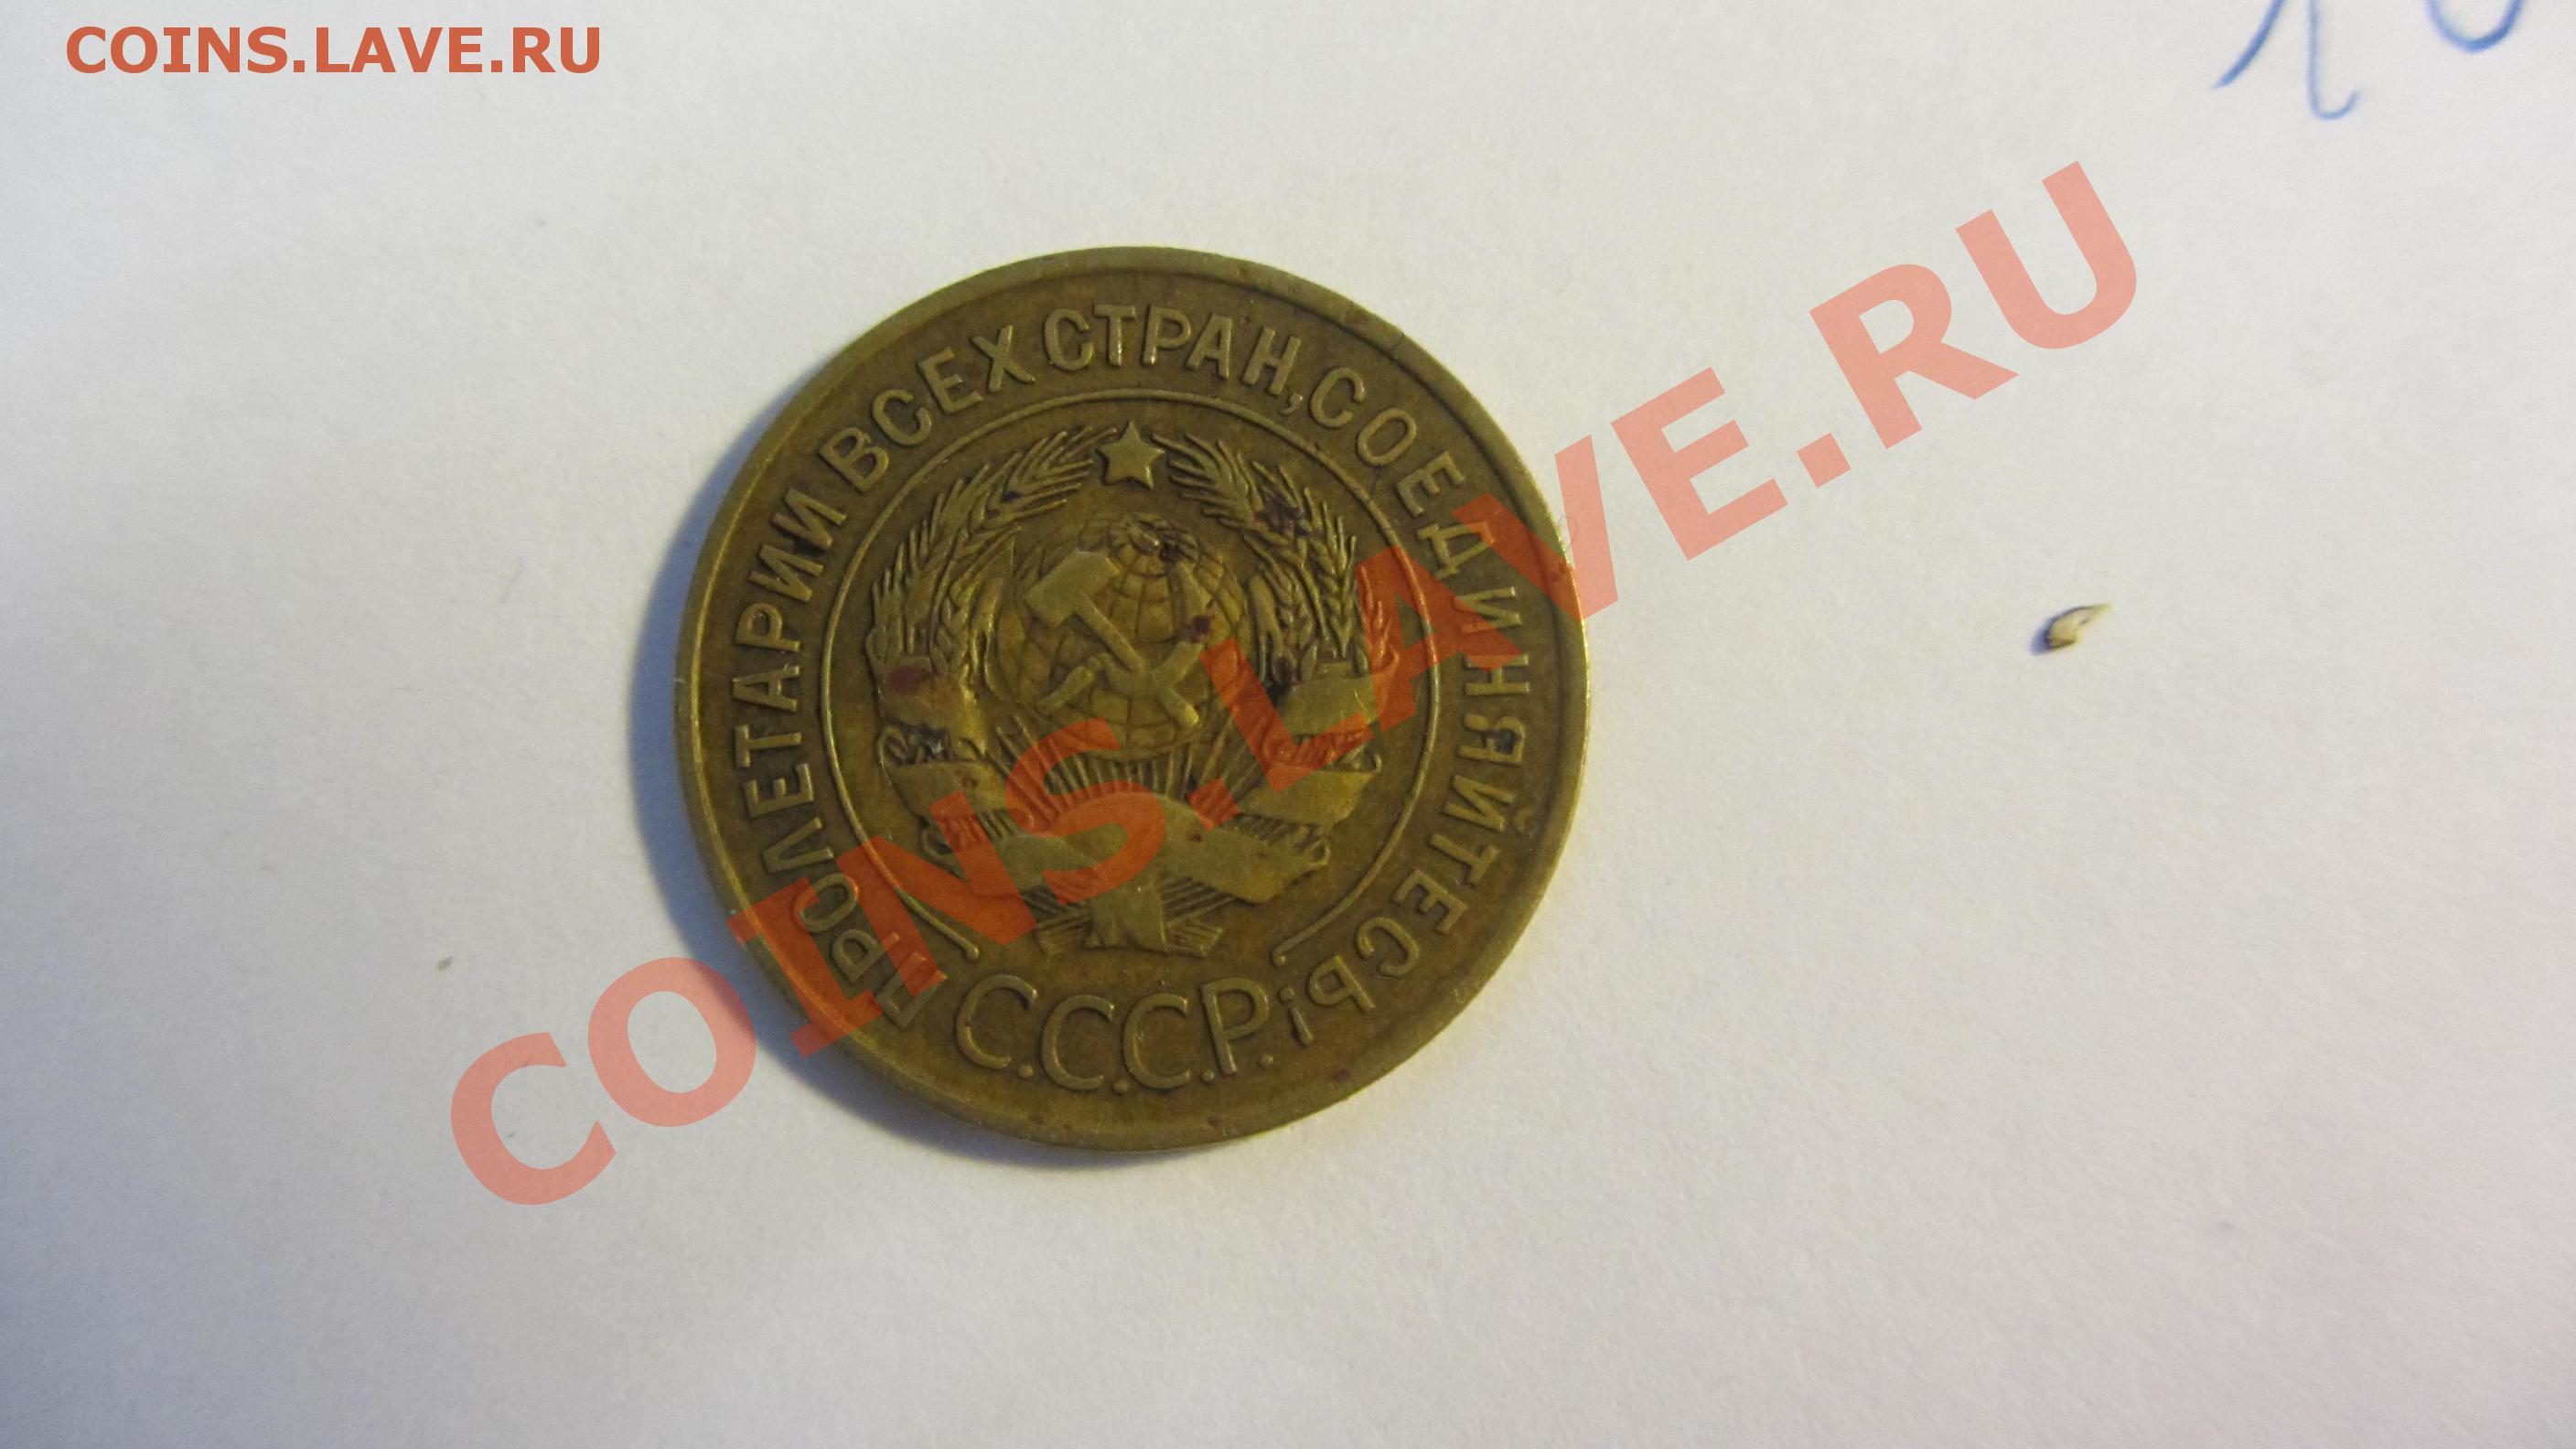 COINS.LAVE.RU
ПРОЛЕТАРИИ ВСЕХ СТРАН, СОЕДИНЯЙТЕСЬ!
С.С.С.Р.
COINS.LAVE.RU